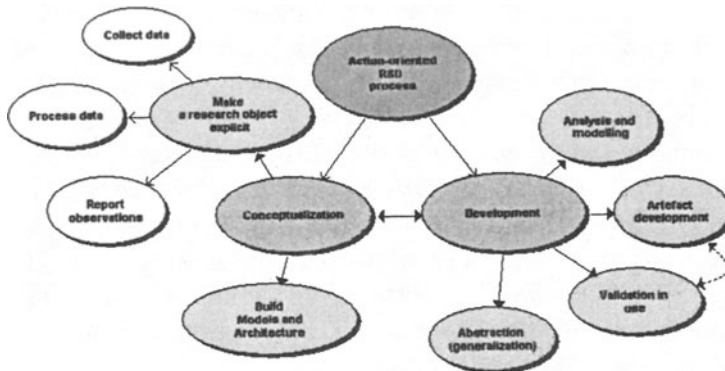 Collect data
Action-oriented
R&D
process
Process data
Make
a research object
explicit
Analysis and
modelling
Report
observations
Conceptualization
Development
Artefact
development
Build
Models and
Architecture
Abstraction
(generalization)
Validation in
use